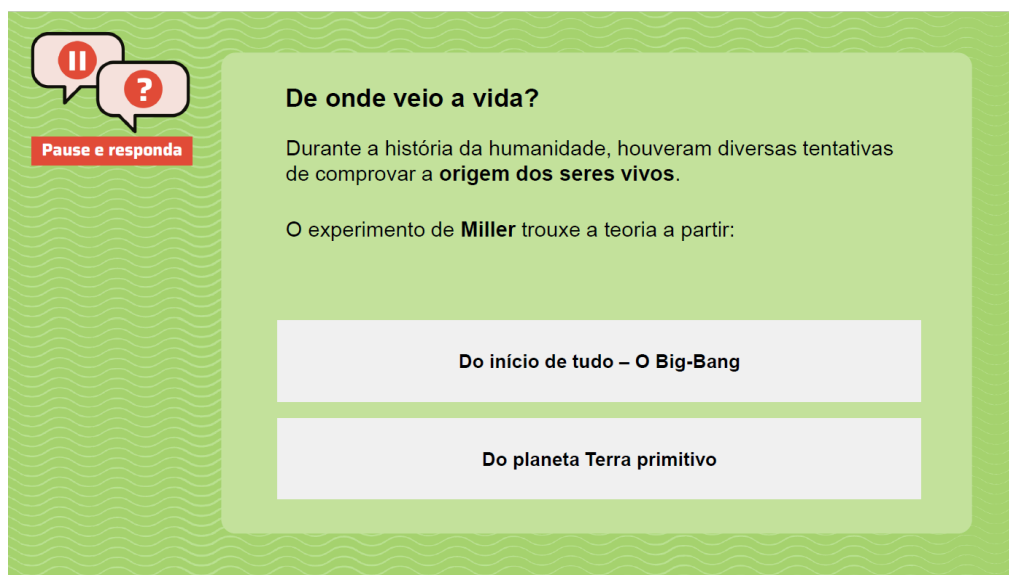 Pause e responda
De onde veio a vida?
Durante a história da humanidade, houveram diversas tentativas
de comprovar a origem dos seres vivos.
O experimento de Miller trouxe a teoria a partir:
Do início de tudo – O Big-Bang
Do planeta Terra primitivo